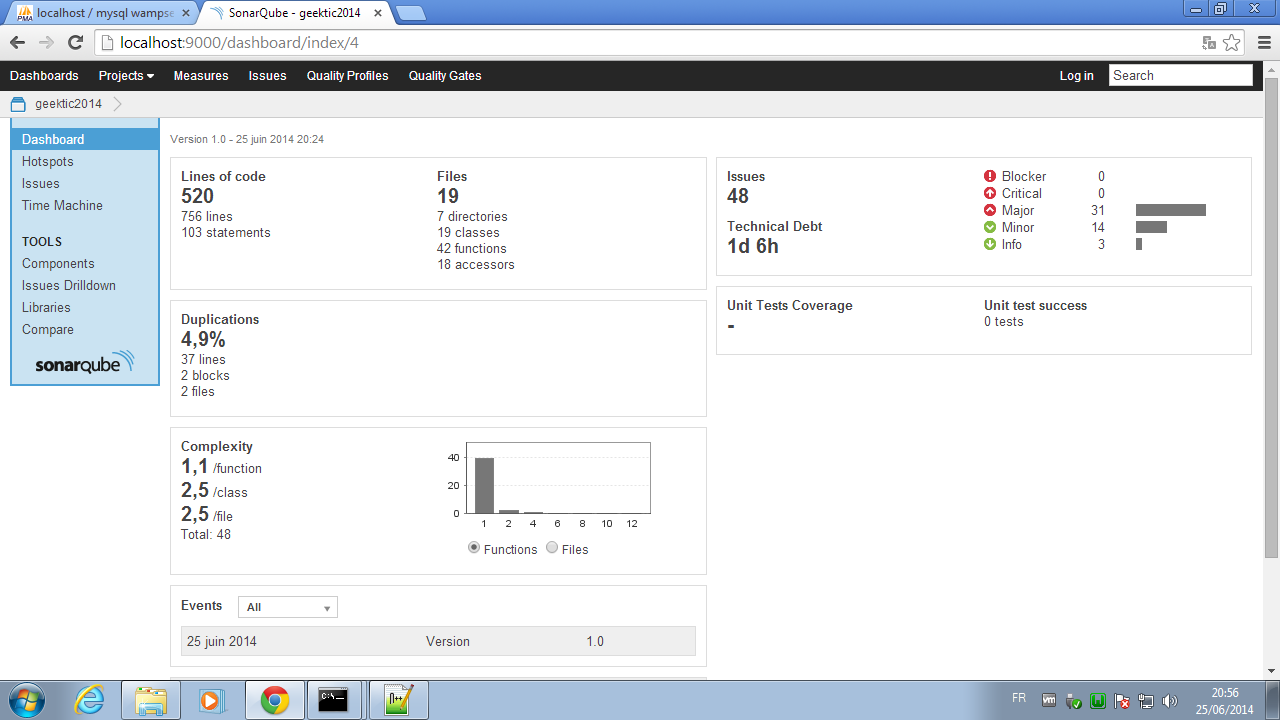 localhost / mysql wampse
SonarQube - geektic2014
localhost:9000/dashboard/index/4
Dashboards Projects Measures Issues Quality Profiles Quality Gates Log in Search
geektic2014
Dashboard
Hotspots
Issues
Time Machine
TOOLS
Components
Issues Drilldown
Libraries
Compare
sonarqube
Version 1.0 - 25 juin 2014 20:24
Lines of code
520
756 lines
103 statements
Files
19
7 directories
19 classes
42 functions
18 accessors
Duplications
4,9%
37 lines
2 blocks
2 files
Complexity
1,1 /function
2,5 /class
2,5 /file
Total: 48
40
20
0
1 2 4 6 8 10 12
Functions Files
Events All
25 juin 2014 Version 1.0
Issues
48
Technical Debt
1d 6h
Blocker 0
Critical 0
Major 31
Minor 14
Info 3
Unit Tests Coverage
-
Unit test success
0 tests
FR
20:56
25/06/2014